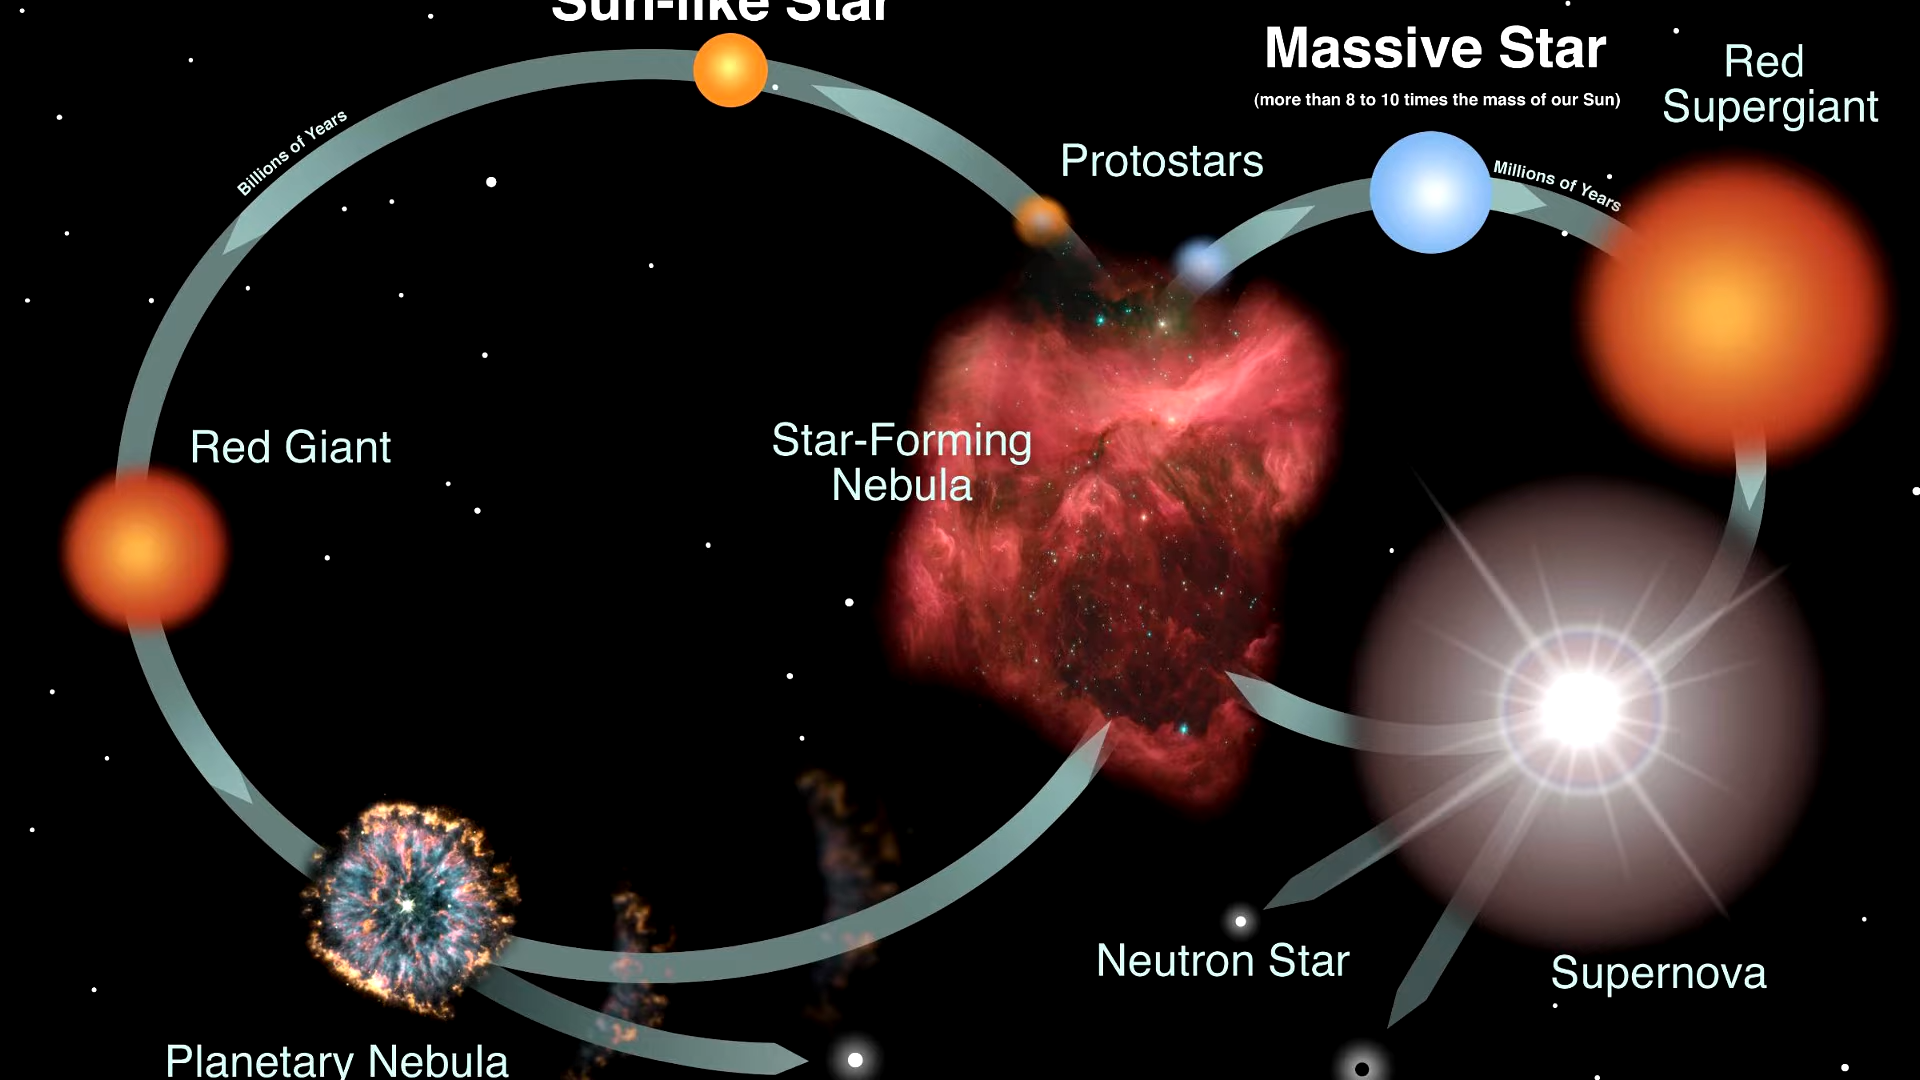 Sun-like Star
Massive Star
(more than 8 to 10 times the mass of our Sun)
Red
Supergiant
Protostars
Billions of Years
Millions of Years
Red Giant
Star-Forming
Nebula
Neutron Star
Supernova
Planetary Nebula